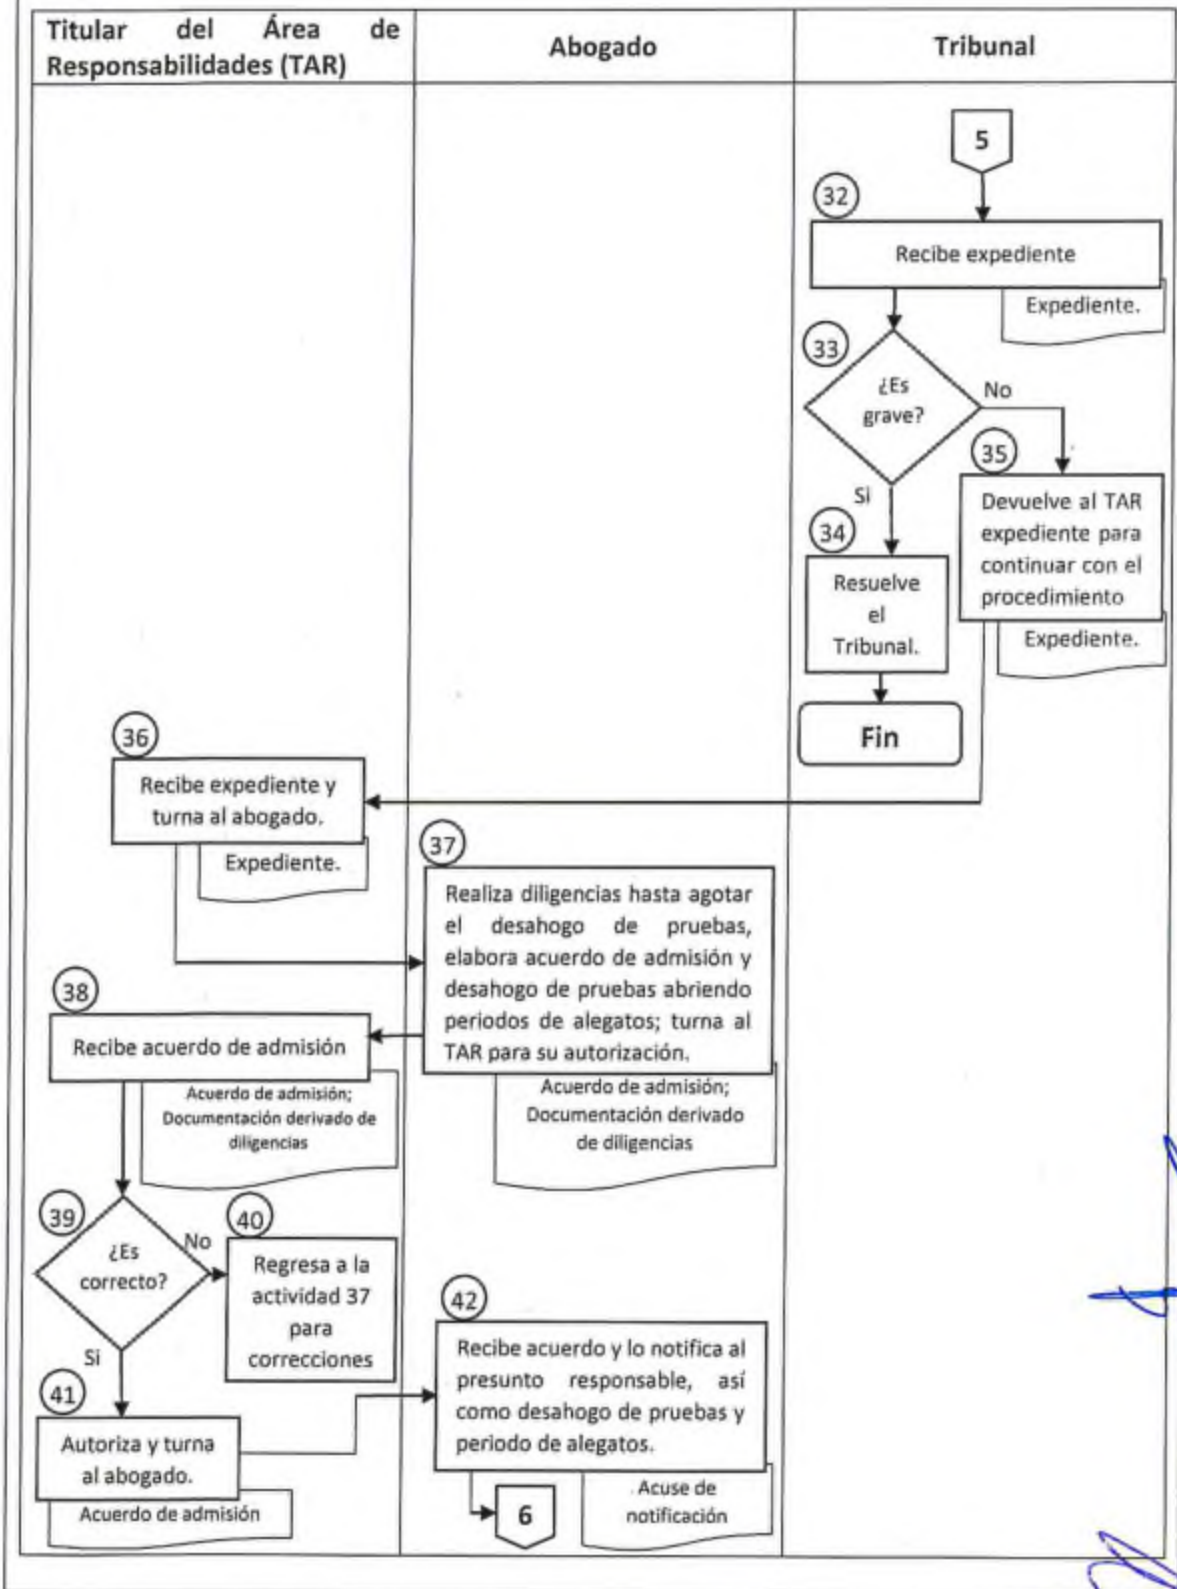 Titular del Área de
Responsabilidades (TAR)
Abogado
Tribunal
5
32
Recibe expediente
Expediente.
33
¿Es
grave?
No
Si
35
Devuelve al TAR
expediente para
continuar con el
procedimiento
Expediente.
34
Resuelve
el
Tribunal.
Fin
36
Recibe expediente y
turna al abogado.
Expediente.
37
Realiza diligencias hasta agotar
el desahogo de pruebas,
elabora acuerdo de admisión y
desahogo de pruebas abriendo
periodos de alegatos; turna al
TAR para su autorización.
Acuerdo de admisión;
Documentación derivado
de diligencias
38
Recibe acuerdo de admisión
Acuerdo de admisión;
Documentación derivado de
diligencias
39
¿Es
correcto?
No
Si
40
Regresa a la
actividad 37
para
correcciones
41
Autoriza y turna
al abogado.
Acuerdo de admisión
42
Recibe acuerdo y lo notifica al
presunto responsable, así
como desahogo de pruebas y
periodo de alegatos.
Acuse de
notificación
6